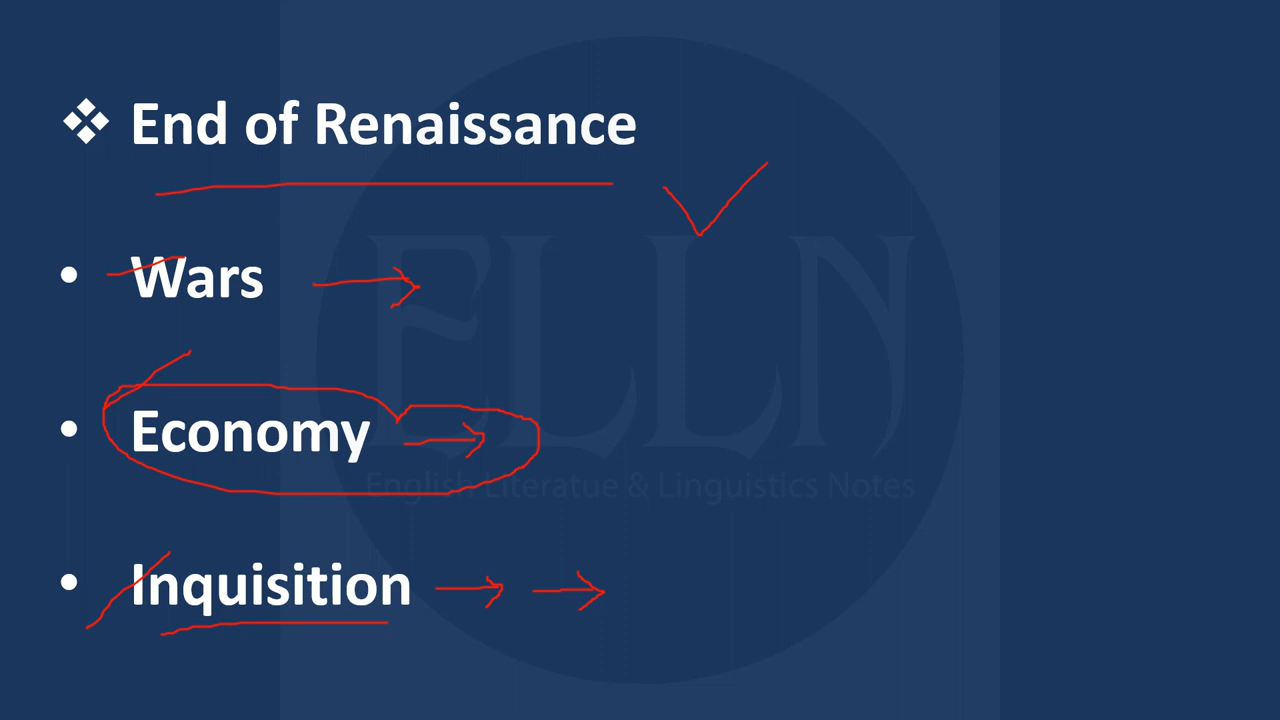 ❖ End of Renaissance
• Wars
ELLN
• Economy
English Literatue & Linguistics Notes
• Inquisition